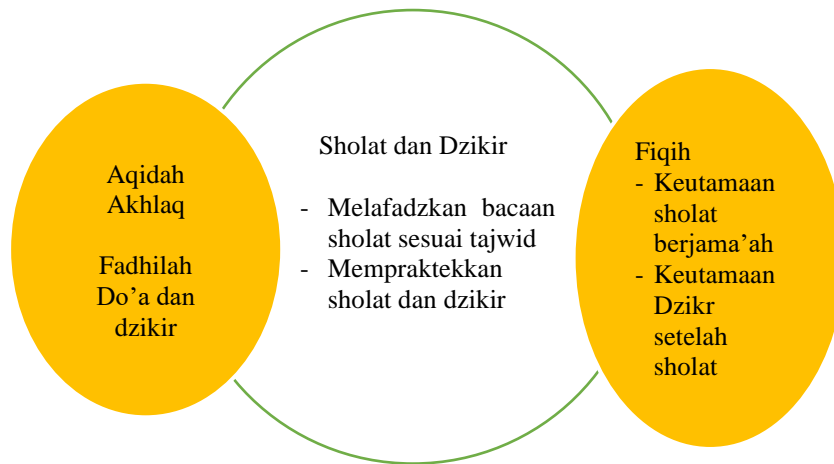 Aqidah
Akhlaq
Fadhilah
Do’a dan
dzikir
Sholat dan Dzikir
- Melafadzkan bacaan
sholat sesuai tajwid
- Mempraktekkan
sholat dan dzikir
Fiqih
- Keutamaan
sholat
berjama’ah
- Keutamaan
Dzikr
setelah
sholat